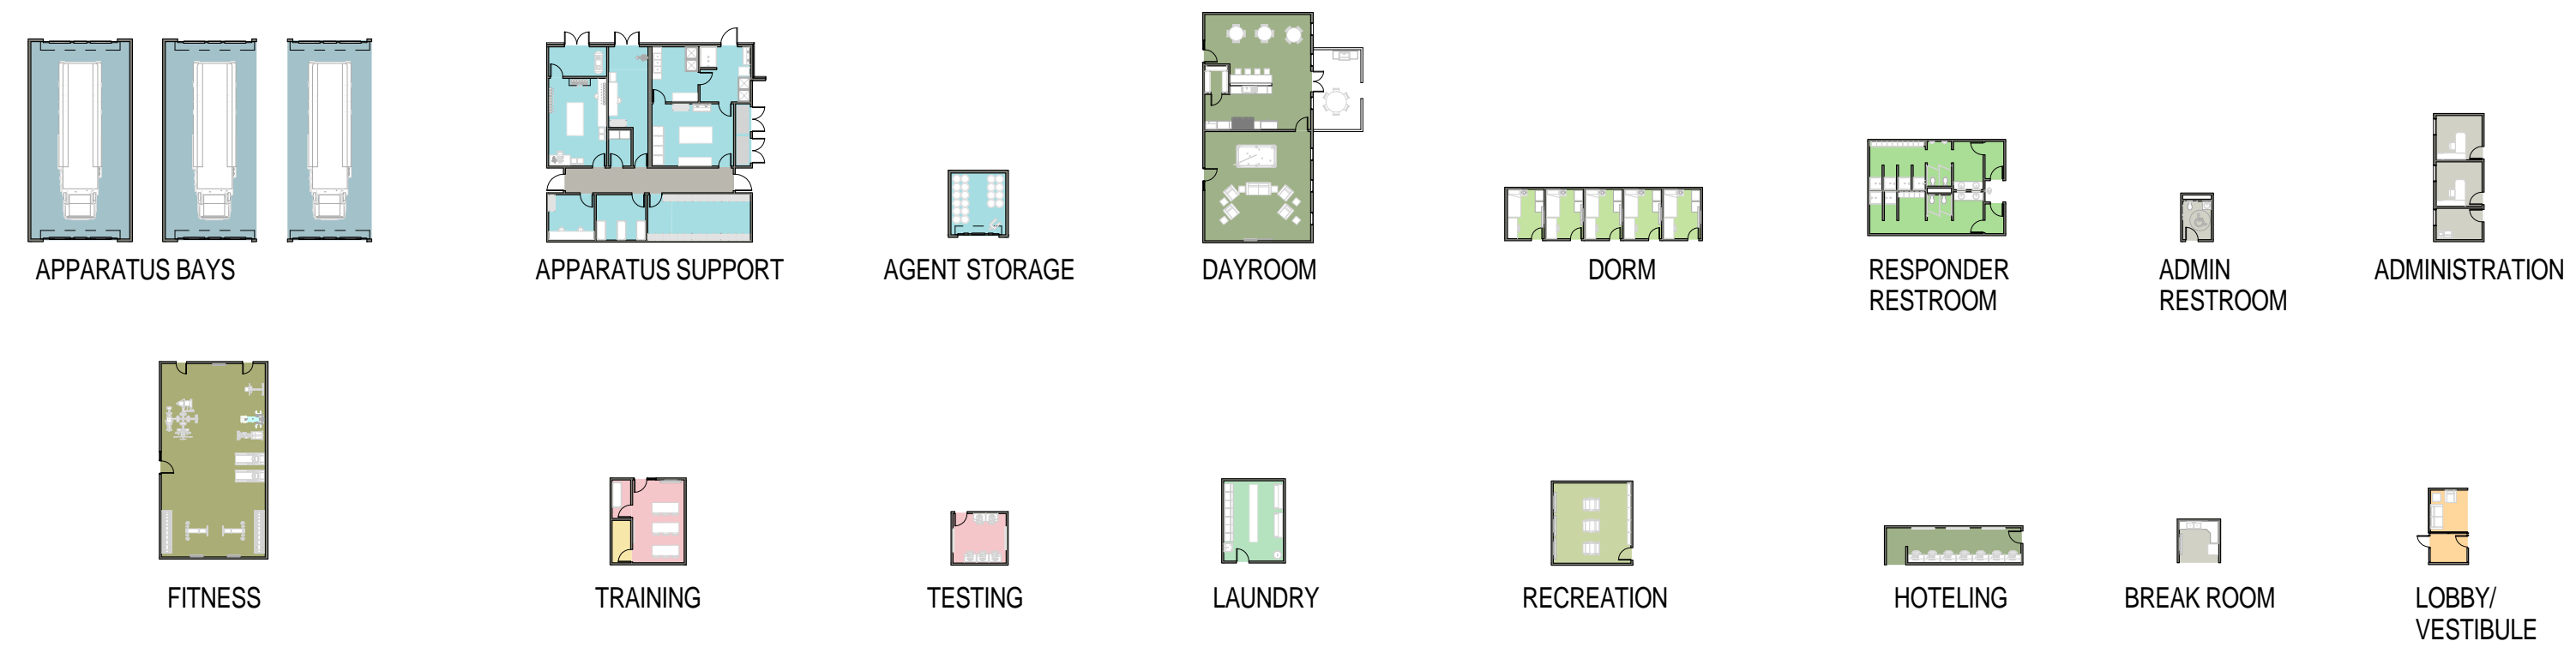 APPARATUS BAYS
APPARATUS SUPPORT
AGENT STORAGE
DAYROOM
DORM
RESPONDER
RESTROOM
ADMIN
RESTROOM
ADMINISTRATION
FITNESS
TRAINING
TESTING
LAUNDRY
RECREATION
HOTELING
BREAK ROOM
LOBBY/
VESTIBULE